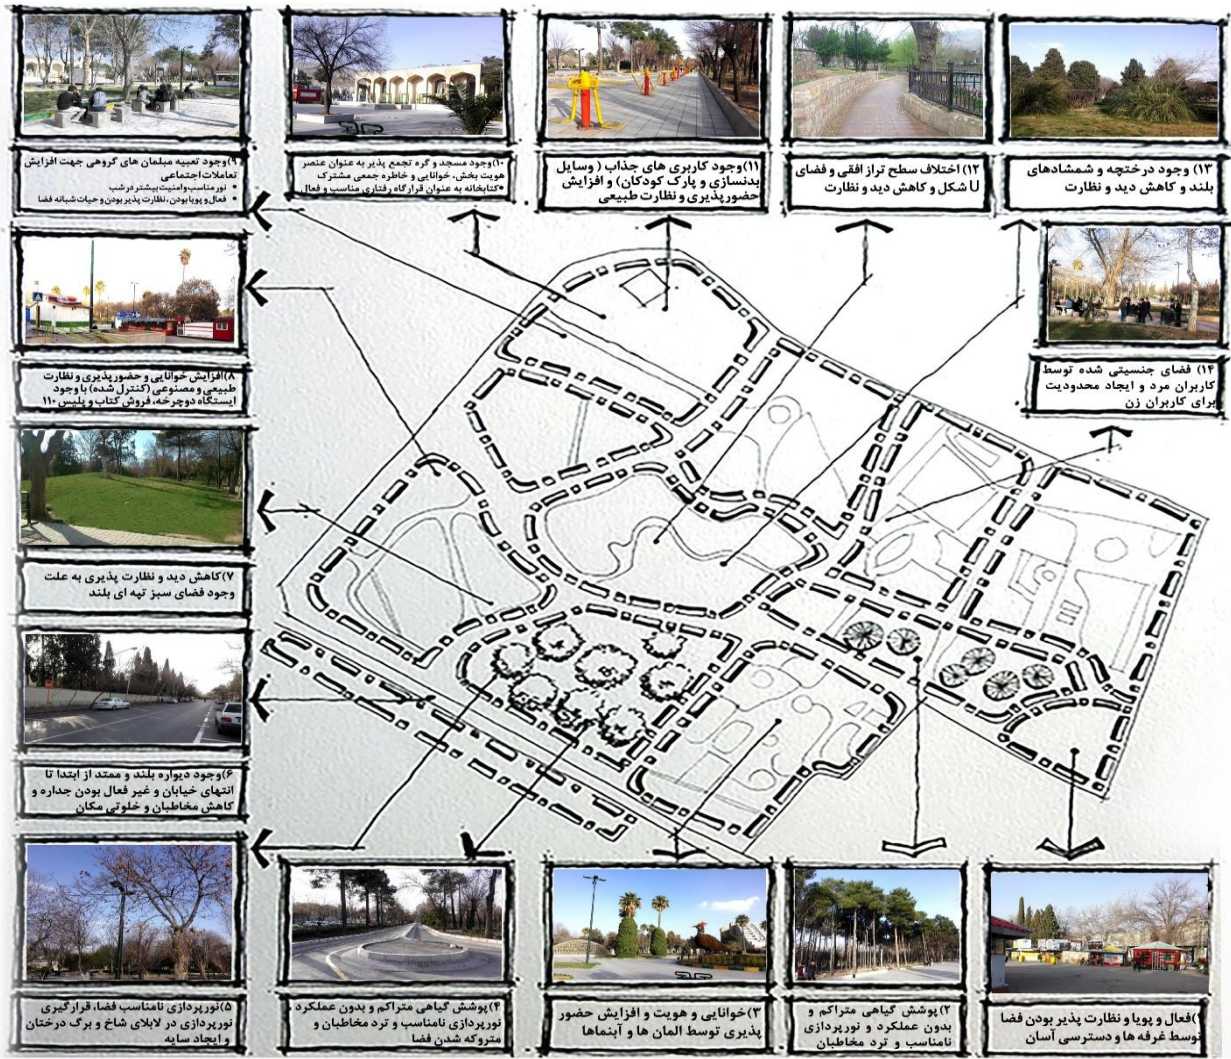 ۹)وجود تعبیه مبلمان های گروهی جهت افزایش
تعاملات اجتماعی
• نور مناسب و امنیت بیشتر در شب
• فعال و پویا بودن، نظارت پذیر بودن و حیات شبانه فضا
۱۰)وجود مسجد و گره تجمع پذیر به عنوان عنصر
هویت بخش، خوانایی و خاطره جمعی مشترک
*کتابخانه به عنوان قرارگاه رفتاری مناسب و فعال
۱۱)وجود کاربری های جذاب ( وسایل
بدنسازی و پارک کودکان) و افزایش
حضور پذیری و نظارت طبیعی
۱۲) اختلاف سطح تراز افقی و فضای
U شکل و کاهش دید و نظارت
۱۳) وجود درختچه و شمشادهای
بلند و کاهش دید و نظارت
۱۴) فضای جنسیتی شده توسط
کاربران مرد و ایجاد محدودیت
برای کاربران زن
۸)افزایش خوانایی و حضور پذیری و نظارت
طبیعی و مصنوعی (کنترل شده) با وجود
ایستگاه دوچرخه، فروش کتاب و پلیس ۱۱۰
۷)کاهش دید و نظارت پذیری به علت
وجود فضای سبز تپه ای بلند
۶)وجود دیواره بلند و ممتد از ابتدا تا
انتهای خیابان و غیر فعال بودن جداره و
کاهش مخاطبان و خلوتی مکان
۵)نورپردازی نامناسب فضا، قرارگیری
نورپردازی در لابلای شاخ و برگ درختان
و ایجاد سایه
۴)پوشش گیاهی متراکم و بدون عملکرد ،
نورپردازی نامناسب و ترد مخاطبان و
متروکه شدن فضا
۳)خوانایی و هویت و افزایش حضور
پذیری توسط المان ها و آبنماها
۲)پوشش گیاهی متراکم و
بدون عملکرد و نورپردازی
نامناسب و ترد مخاطبان
۱)فعال و پویا و نظارت پذیر بودن فضا
توسط غرفه ها و دسترسی آسان